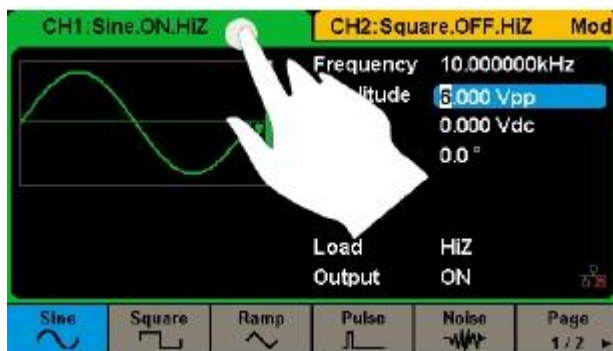 CH1:Sine.ON.HiZ CH2:Square.OFF.HiZ Mod
Frequency 10.000000kHz
6.000 Vpp
0.000 Vdc
0.0 °
Load HiZ
Output ON
Sine Square Ramp Pulse Noise Page
1/2